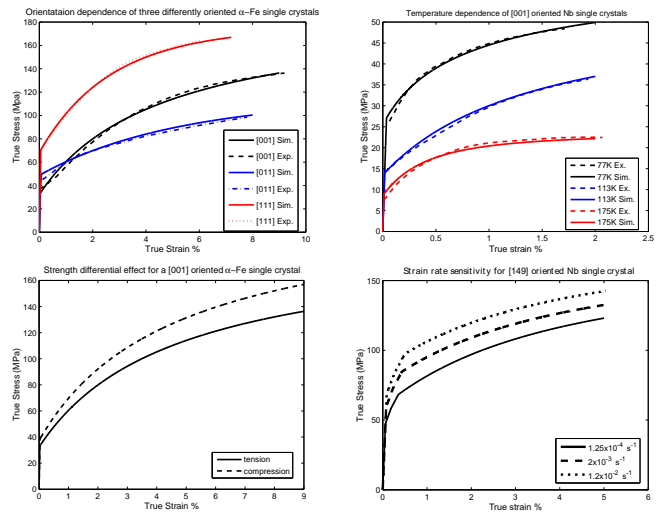 Orientataion dependence of three differently oriented α−Fe single crystals
180
160
140
120
100
80
60
40
20
0
True Stress (Mpa)
0 2 4 6 8 10
True Strain %
[001] Sim.
[001] Exp.
[011] Sim.
[011] Exp.
[111] Sim.
[111] Exp.
Temperature dependence of [001] oriented Nb single crystals
50
45
40
35
30
25
20
15
10
5
0
True Stress (MPa)
0 0.5 1 1.5 2 2.5
True strain %
77K Ex.
77K Sim.
113K Ex.
113K Sim.
175K Ex.
175K Sim.
Strength differential effect for a [001] oriented α−Fe single crystal
160
140
120
100
80
60
40
20
0
True Stress (MPa)
0 1 2 3 4 5 6 7 8 9
True Strain %
tension
compression
Strain rate sensitivity for [149] oriented Nb single crystal
150
100
50
0
True Stress (MPa)
0 1 2 3 4 5 6
True strain %
1.25x10⁻⁴ s⁻¹
2x10⁻³ s⁻¹
1.2x10⁻² s⁻¹